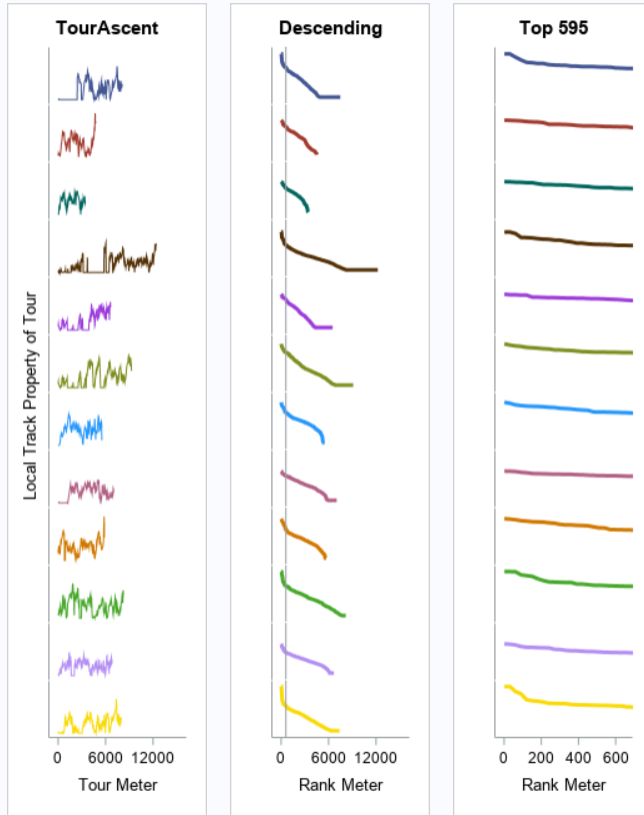 TourAscent
Descending
Top 595
Local Track Property of Tour
0 6000 12000
0 6000 12000
0 200 400 600
Tour Meter
Rank Meter
Rank Meter